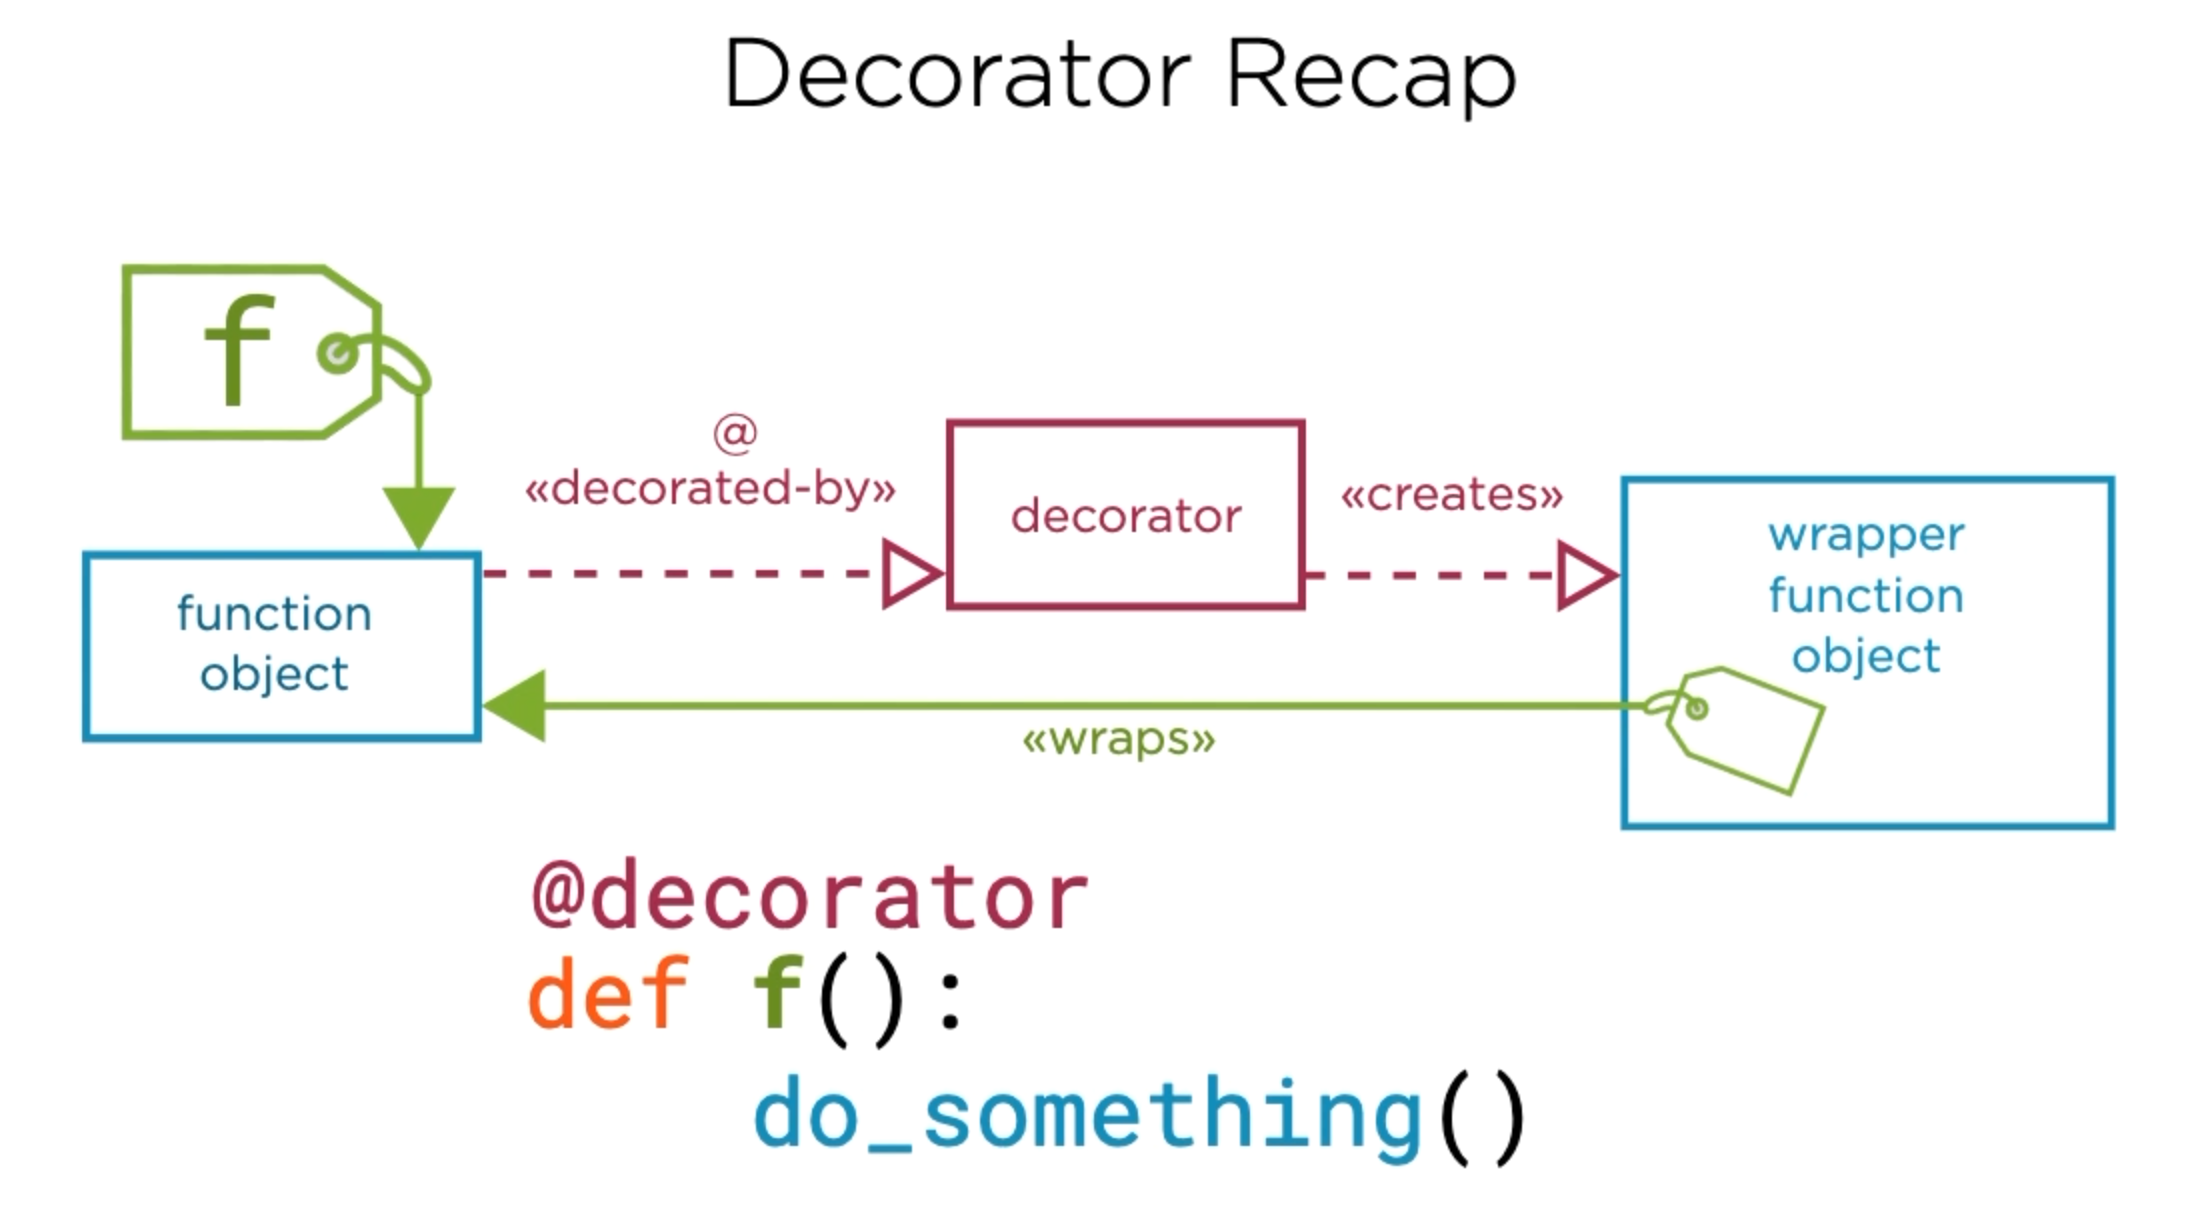 Decorator Recap
f
@
«decorated-by»
decorator
«creates»
wrapper
function
object
function
object
«wraps»
@decorator
def f():
    do_something()